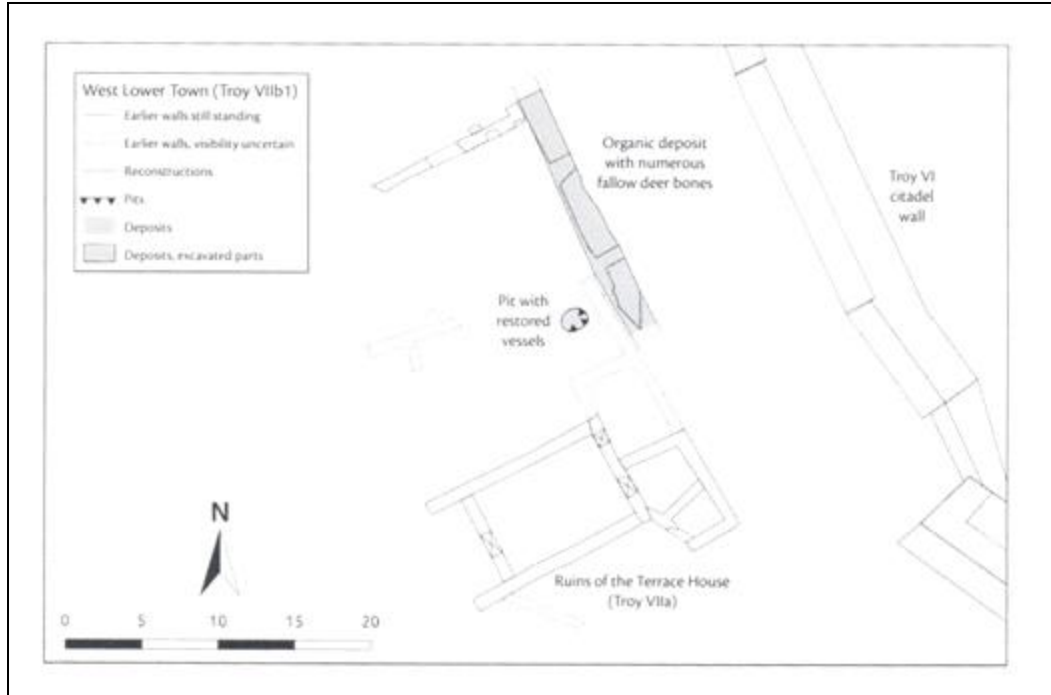 West Lower Town (Troy VIIb1)
Earlier walls still standing
Earlier walls, visibility uncertain
Reconstructions
Pits
Deposits
Deposits, excavated parts
Organic deposit
with numerous
fallow deer bones
Troy VI
citadel
wall
Pit with
restored
vessels
N
Ruins of the Terrace House
(Troy VIIa)
0 5 10 15 20